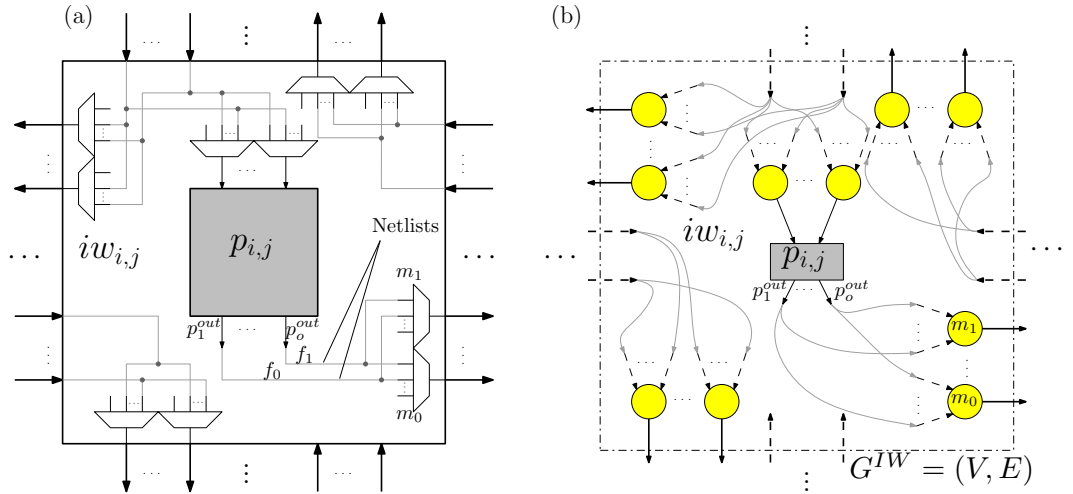 (a)
(b)
iw_{i,j}
p_{i,j}
Netlists
m_1
p_1^{out}
p_o^{out}
f_1
f_0
m_0
iw_{i,j}
p_{i,j}
p_1^{out}
p_o^{out}
m_1
m_0
G^{IW} = (V, E)